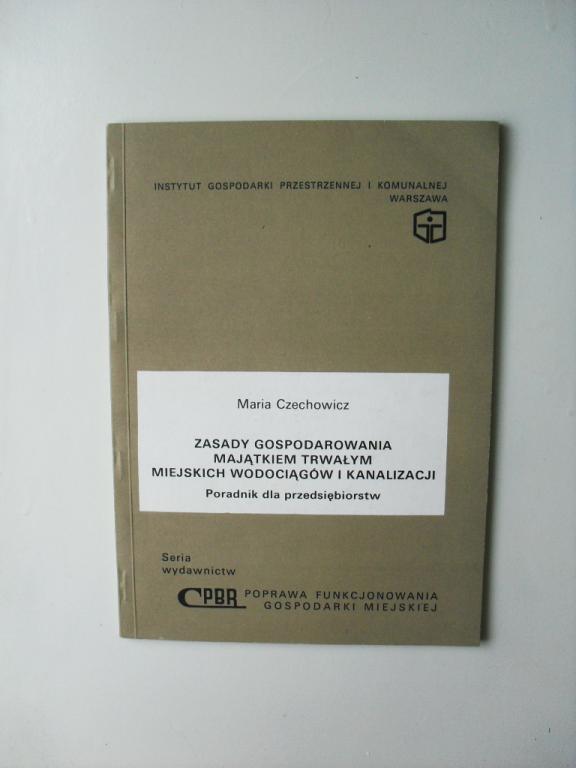 INSTYTUT GOSPODARKI PRZESTRZENNEJ I KOMUNALNEJ
WARSZAWA
Maria Czechowicz
ZASADY GOSPODAROWANIA
MAJĄTKIEM TRWAŁYM
MIEJSKICH WODOCIĄGÓW I KANALIZACJI
Poradnik dla przedsiębiorstw
Seria
wydawnictw
CPBR POPRAWA FUNKCJONOWANIA
GOSPODARKI MIEJSKIEJ